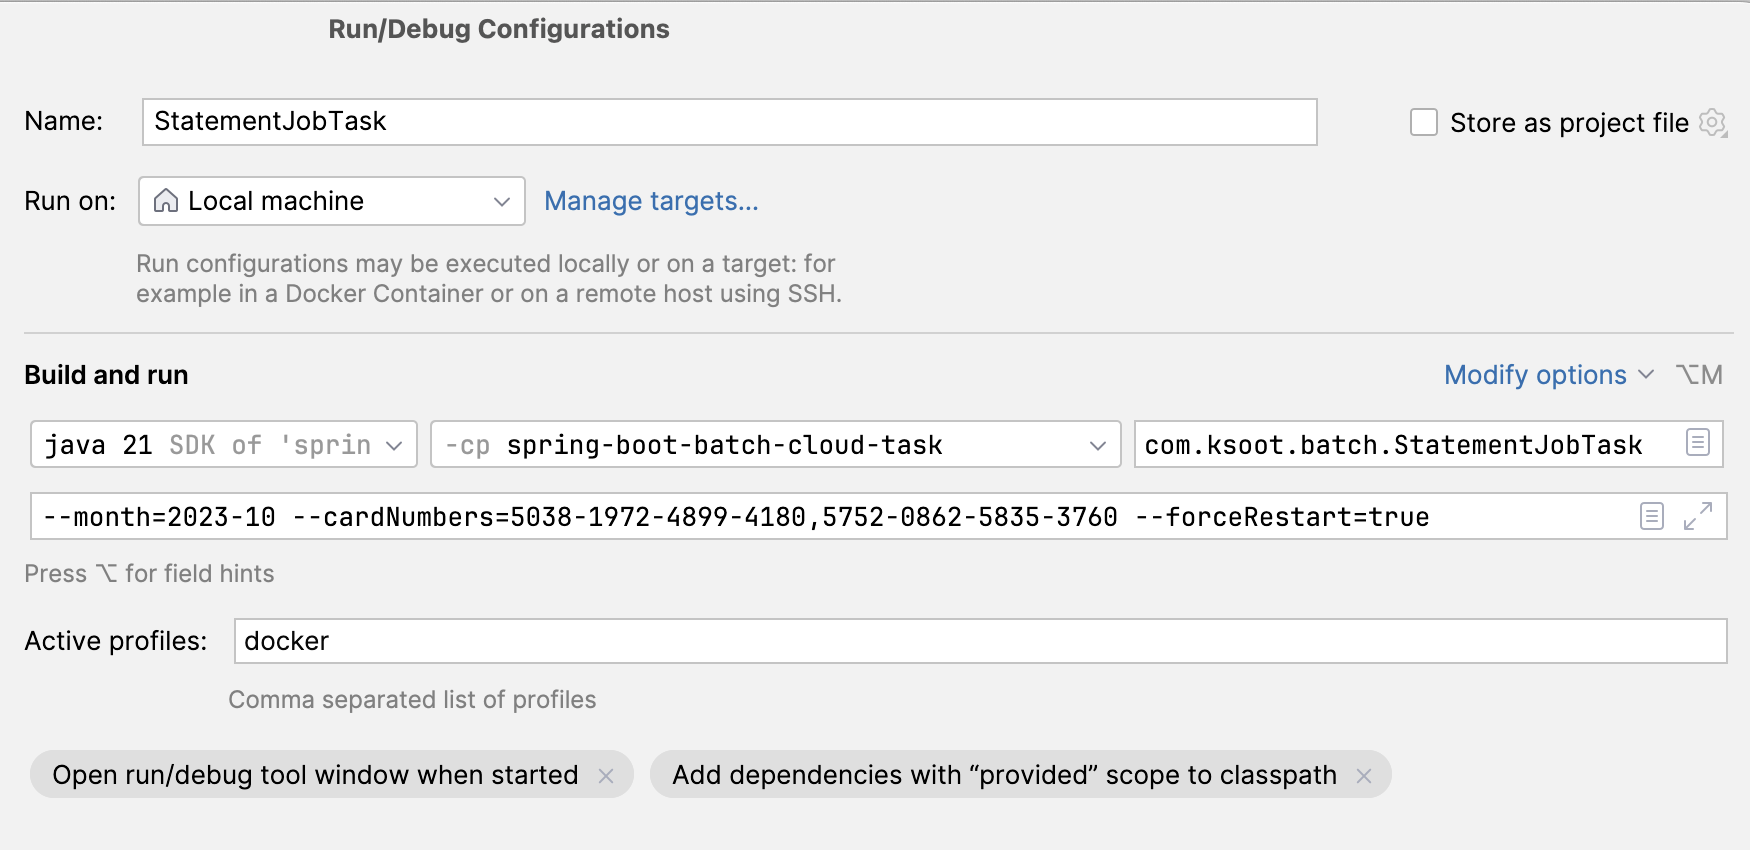 Run/Debug Configurations
Name: StatementJobTask Store as project file
Run on: Local machine Manage targets...
Run configurations may be executed locally or on a target: for
example in a Docker Container or on a remote host using SSH.
Build and run Modify options ⌥M
java 21 SDK of 'sprin -cp spring-boot-batch-cloud-task com.ksoot.batch.StatementJobTask
--month=2023-10 --cardNumbers=5038-1972-4899-4180,5752-0862-5835-3760 --forceRestart=true
Press ⌥ for field hints
Active profiles: docker
Comma separated list of profiles
Open run/debug tool window when started × Add dependencies with “provided” scope to classpath ×